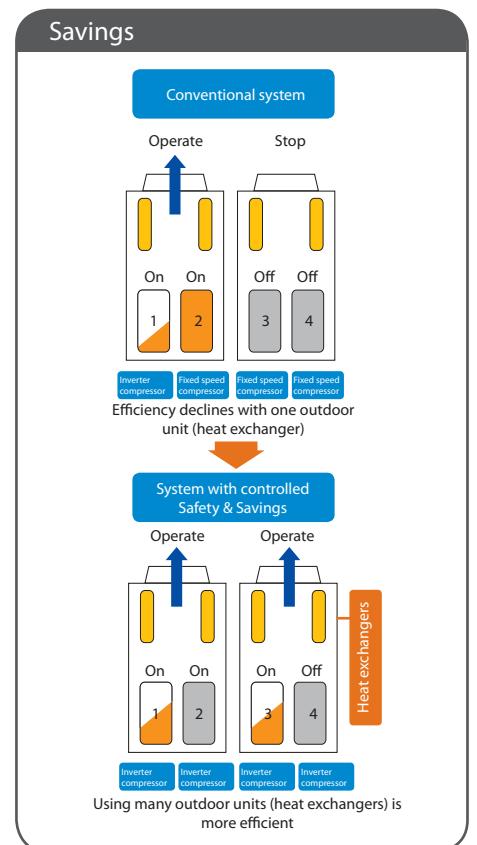 Savings
Conventional system
Operate Stop
On On Off Off
1 2 3 4
Inverter compressor Fixed speed compressor Fixed speed compressor Fixed speed compressor
Efficiency declines with one outdoor
unit (heat exchanger)
System with controlled
Safety & Savings
Operate Operate
Heat exchangers
On On On Off
1 2 3 4
Inverter compressor Inverter compressor Inverter compressor Inverter compressor
Using many outdoor units (heat exchangers) is
more efficient